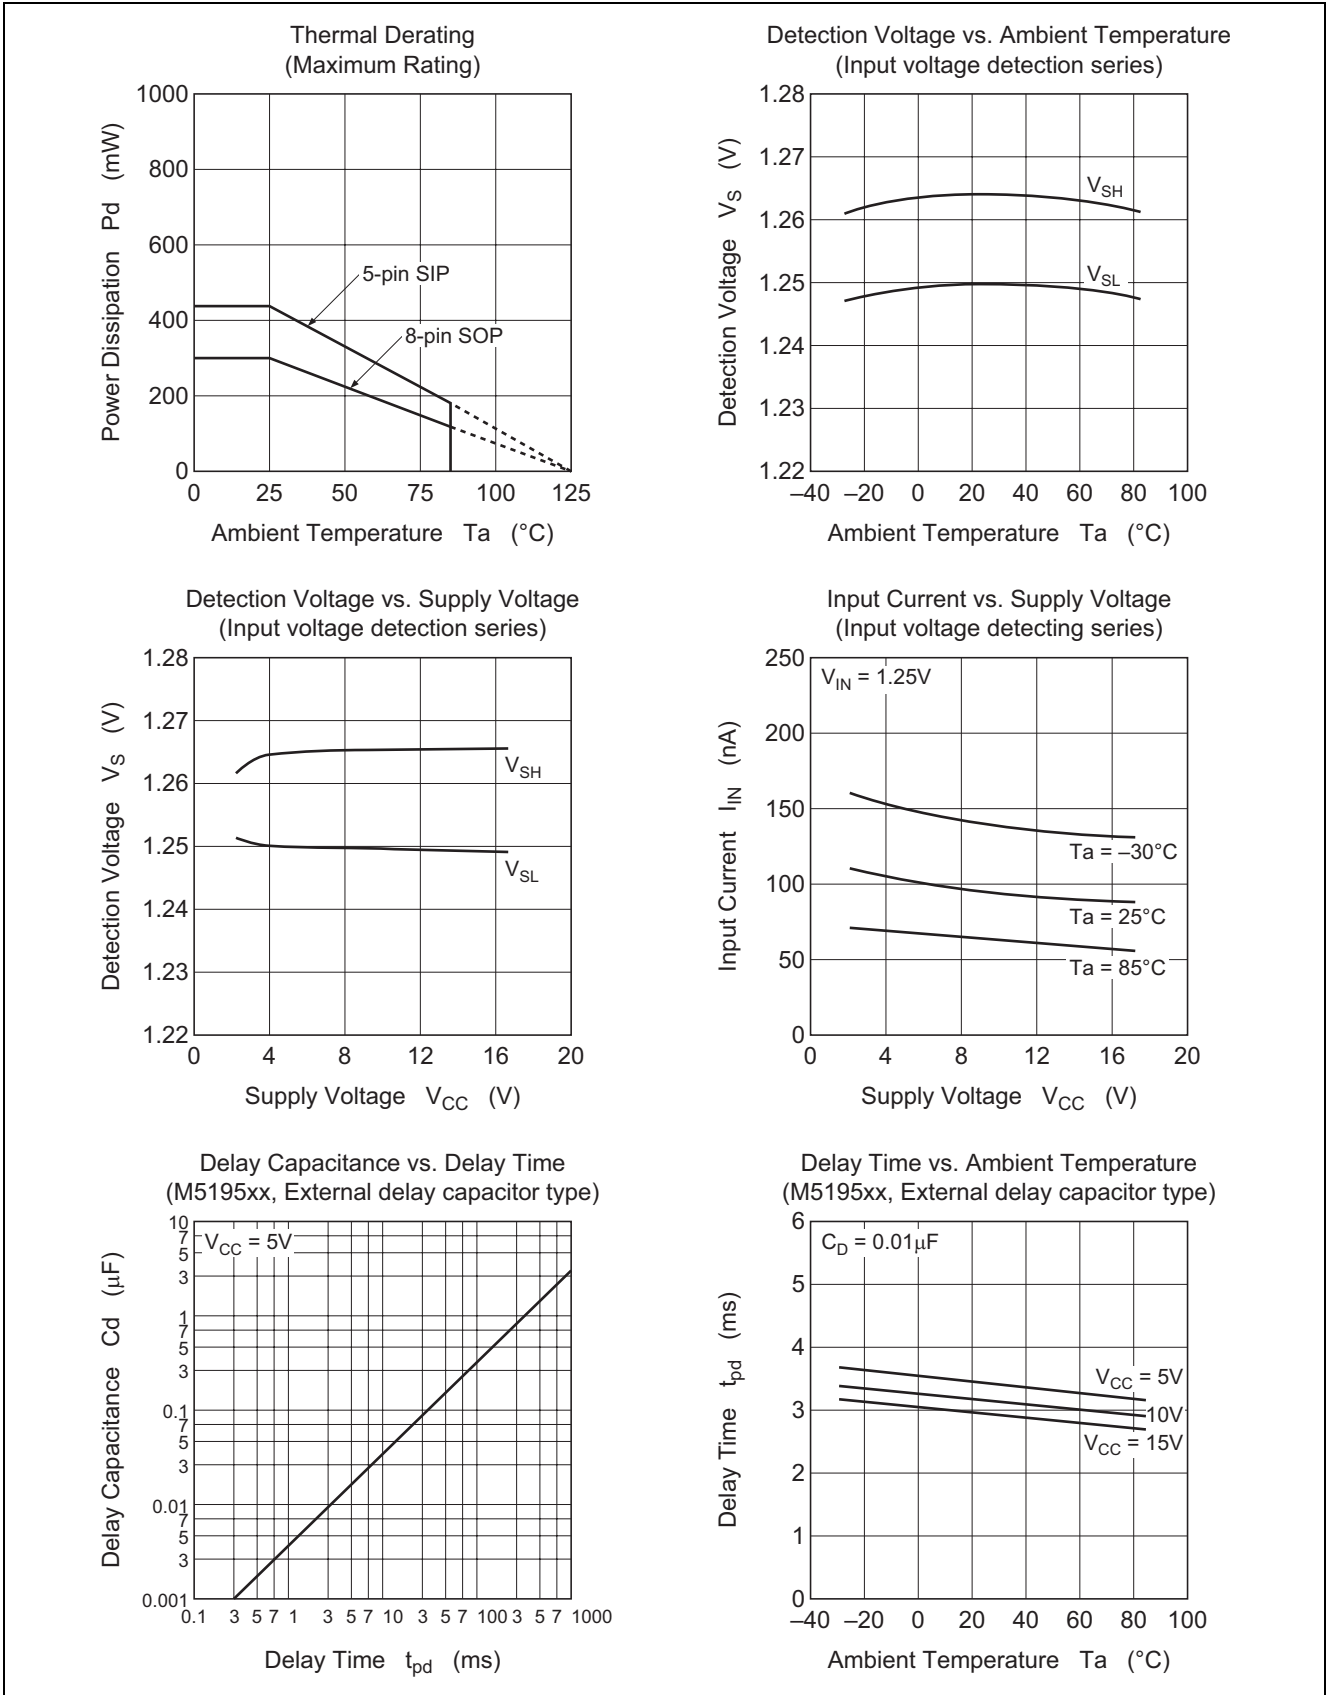 Thermal Derating
(Maximum Rating)
Power Dissipation Pd (mW)
1000
800
600
400
200
0
5-pin SIP
8-pin SOP
0 25 50 75 100 125
Ambient Temperature Ta (°C)
Detection Voltage vs. Ambient Temperature
(Input voltage detection series)
Detection Voltage VS (V)
1.28
1.27
1.26
1.25
1.24
1.23
1.22
VSH
VSL
–40 –20 0 20 40 60 80 100
Ambient Temperature Ta (°C)
Detection Voltage vs. Supply Voltage
(Input voltage detection series)
Detection Voltage VS (V)
1.28
1.27
1.26
1.25
1.24
1.23
1.22
VSH
VSL
0 4 8 12 16 20
Supply Voltage VCC (V)
Input Current vs. Supply Voltage
(Input voltage detecting series)
Input Current IIN (nA)
250
200
150
100
50
0
VIN = 1.25V
Ta = –30°C
Ta = 25°C
Ta = 85°C
0 4 8 12 16 20
Supply Voltage VCC (V)
Delay Capacitance vs. Delay Time
(M5195xx, External delay capacitor type)
Delay Capacitance Cd (μF)
10
7
5
3
1
7
5
3
0.1
7
5
3
0.01
7
5
3
0.001
VCC = 5V
0.1 3 5 7 1 3 5 7 10 3 5 7 100 3 5 7 1000
Delay Time tpd (ms)
Delay Time vs. Ambient Temperature
(M5195xx, External delay capacitor type)
Delay Time tpd (ms)
6
5
4
3
2
1
0
CD = 0.01μF
VCC = 5V
10V
VCC = 15V
–40 –20 0 20 40 60 80 100
Ambient Temperature Ta (°C)